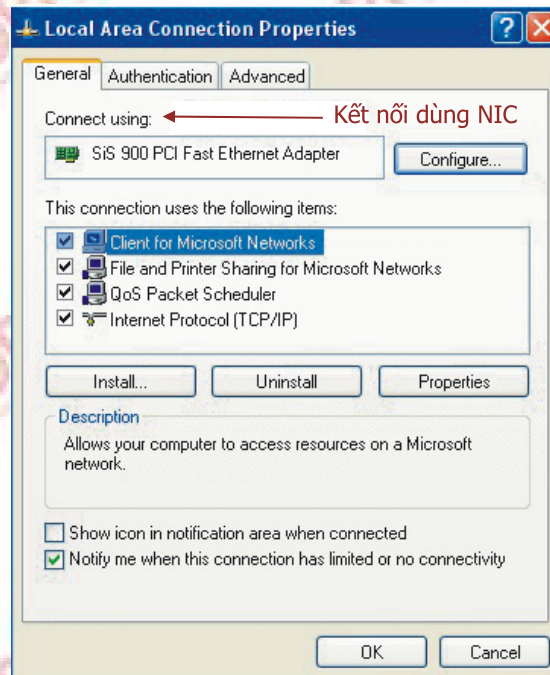 Local Area Connection Properties
General Authentication Advanced
Connect using: Kết nối dùng NIC
SiS 900 PCI Fast Ethernet Adapter Configure...
This connection uses the following items:
Client for Microsoft Networks
File and Printer Sharing for Microsoft Networks
QoS Packet Scheduler
Internet Protocol (TCP/IP)
Install... Uninstall Properties
Description
Allows your computer to access resources on a Microsoft
network.
Show icon in notification area when connected
Notify me when this connection has limited or no connectivity
OK Cancel